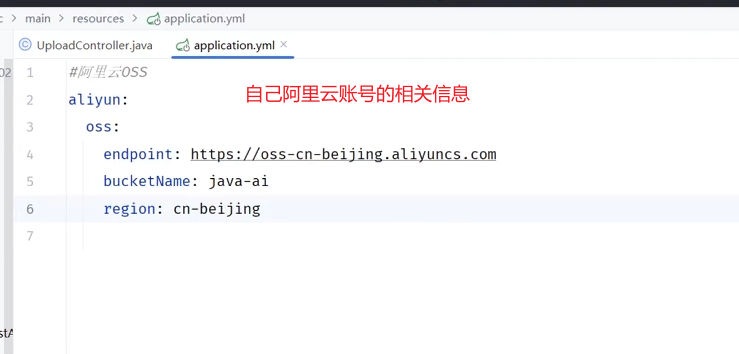 main > resources > application.yml
UploadController.java application.yml ×
02
1 #阿里云OSS
自己阿里云账号的相关信息
2 aliyun:
3 oss:
4 endpoint: https://oss-cn-beijing.aliyuncs.com
5 bucketName: java-ai
6 region: cn-beijing
7